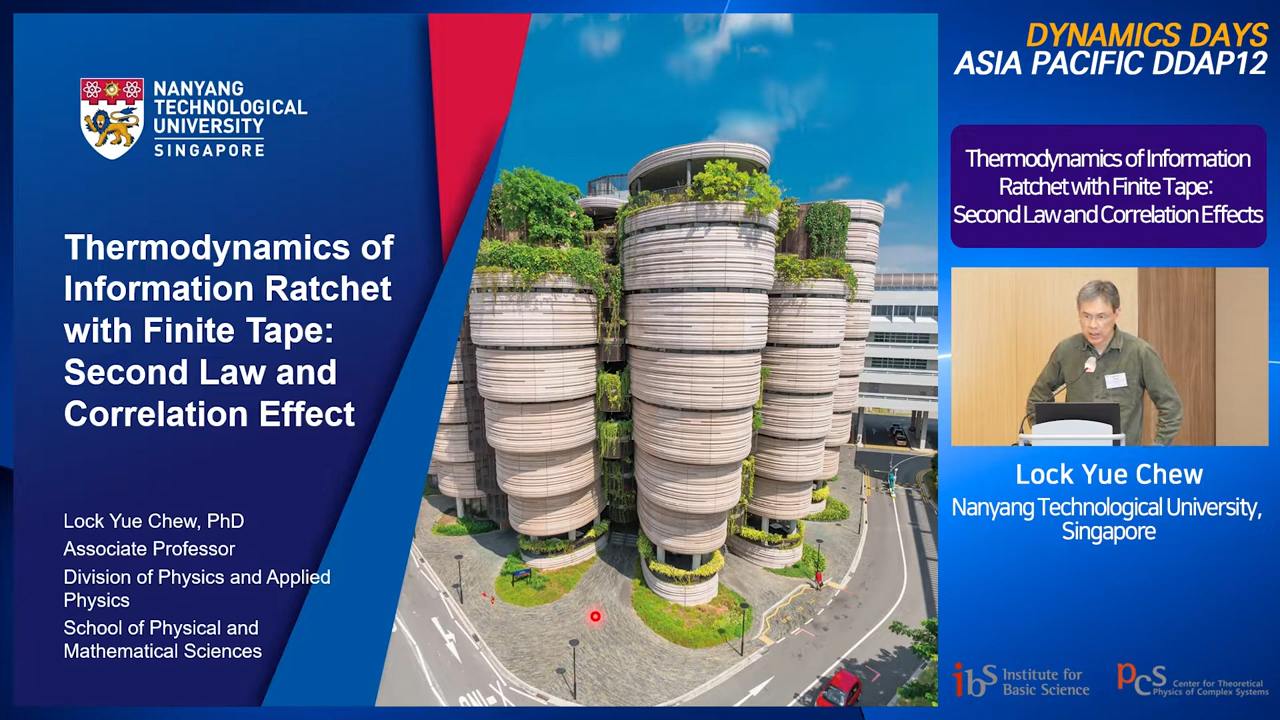 NANYANG
TECHNOLOGICAL
UNIVERSITY
SINGAPORE
Thermodynamics of
Information Ratchet
with Finite Tape:
Second Law and
Correlation Effect
Lock Yue Chew, PhD
Associate Professor
Division of Physics and Applied
Physics
School of Physical and
Mathematical Sciences
DYNAMICS DAYS
ASIA PACIFIC DDAP12
Thermodynamics of Information
Ratchet with Finite Tape:
Second Law and Correlation Effects
Lock Yue Chew
Nanyang Technological University,
Singapore
ibS Institute for
Basic Science
PCS Center for Theoretical
Physics of Complex Systems